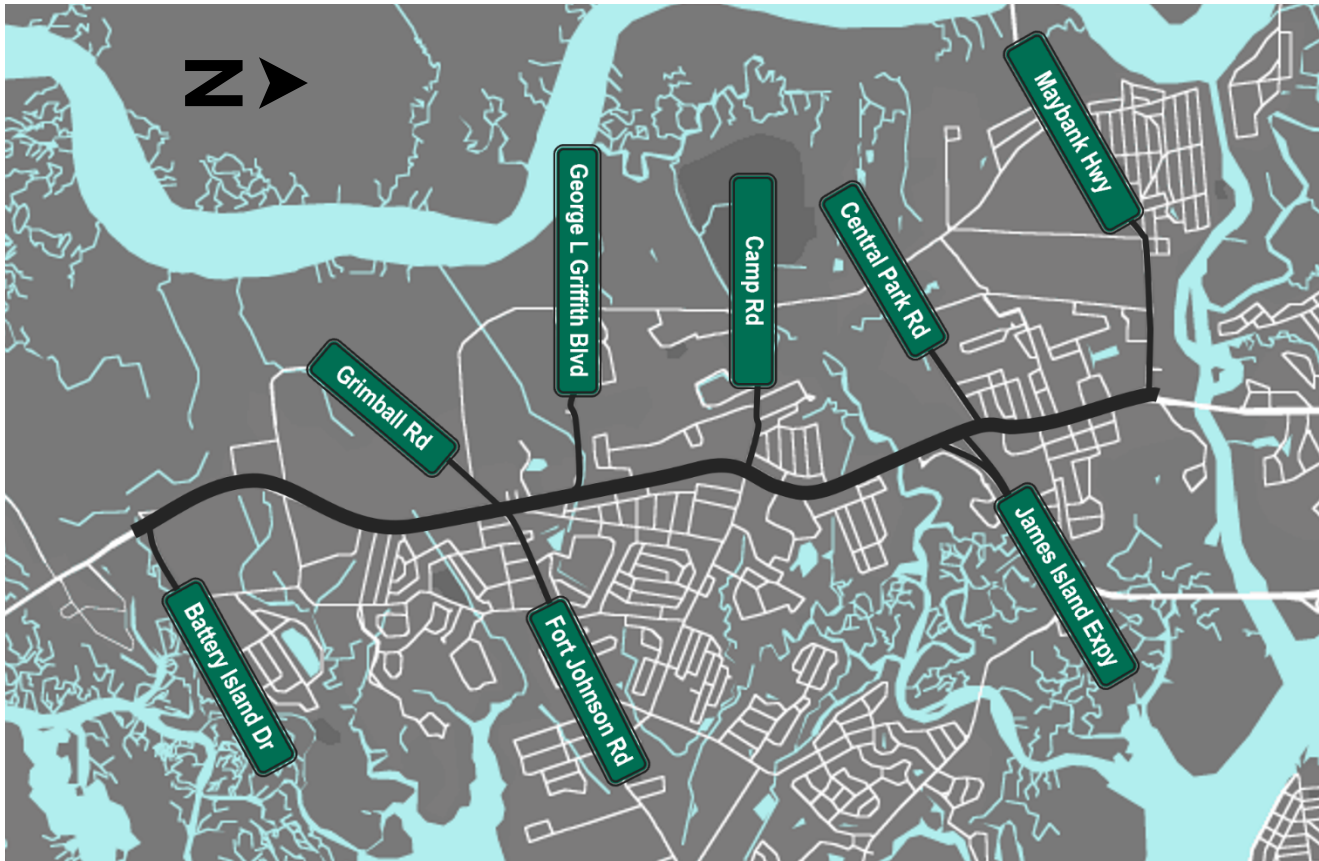 N
Maybank Hwy
George L Griffith Blvd
Camp Rd
Central Park Rd
Grimball Rd
James Island Expy
Battery Island Dr
Fort Johnson Rd